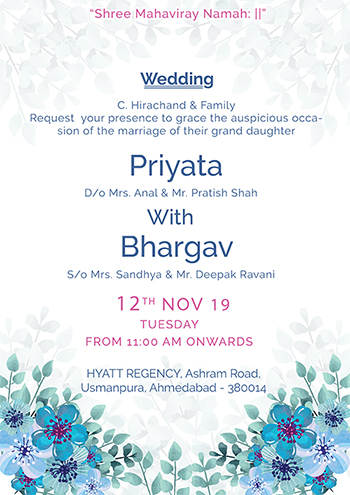 “Shree Mahaviray Namah: ||”
Wedding
C. Hirachand & Family
Request your presence to grace the auspicious occa-
sion of the marriage of their grand daughter
Priyata
D/o Mrs. Anal & Mr. Pratish Shah
With
Bhargav
S/o Mrs. Sandhya & Mr. Deepak Ravani
12TH NOV 19
TUESDAY
FROM 11:00 AM ONWARDS
HYATT REGENCY, Ashram Road,
Usmanpura, Ahmedabad - 380014